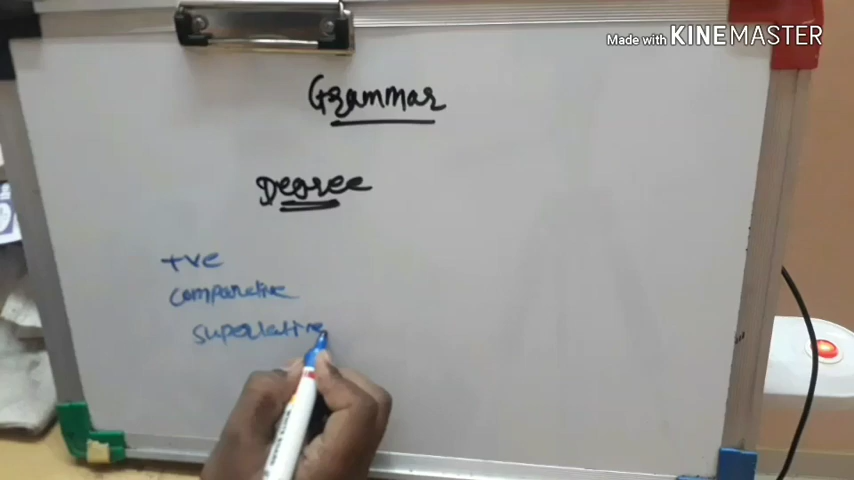 Made with KINEMASTER
Grammar
Degree
+ve
comparative
superlative